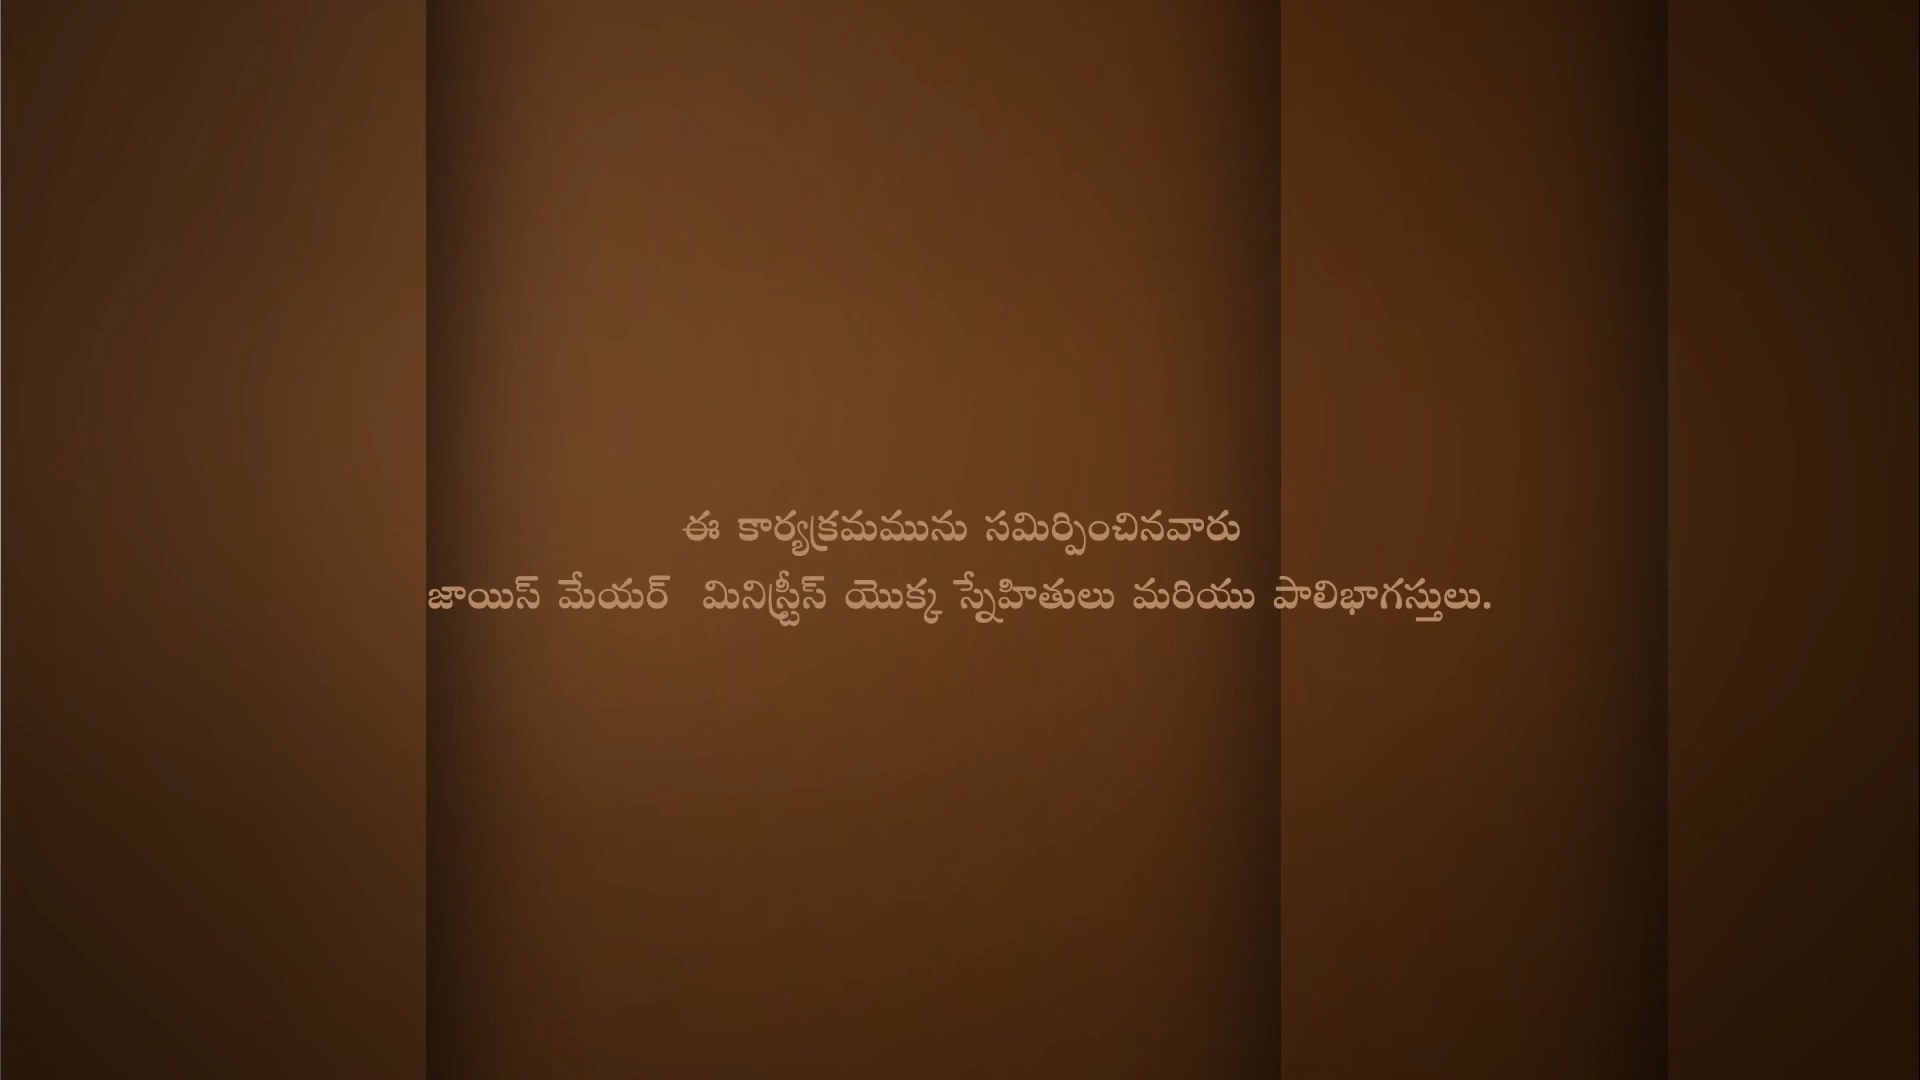 ఈ కార్యక్రమమును సమిర్పించినవారు
జాయిస్ మేయర్ మినిస్ట్రీస్ యొక్క స్నేహితులు మరియు పాలిభాగస్తులు.